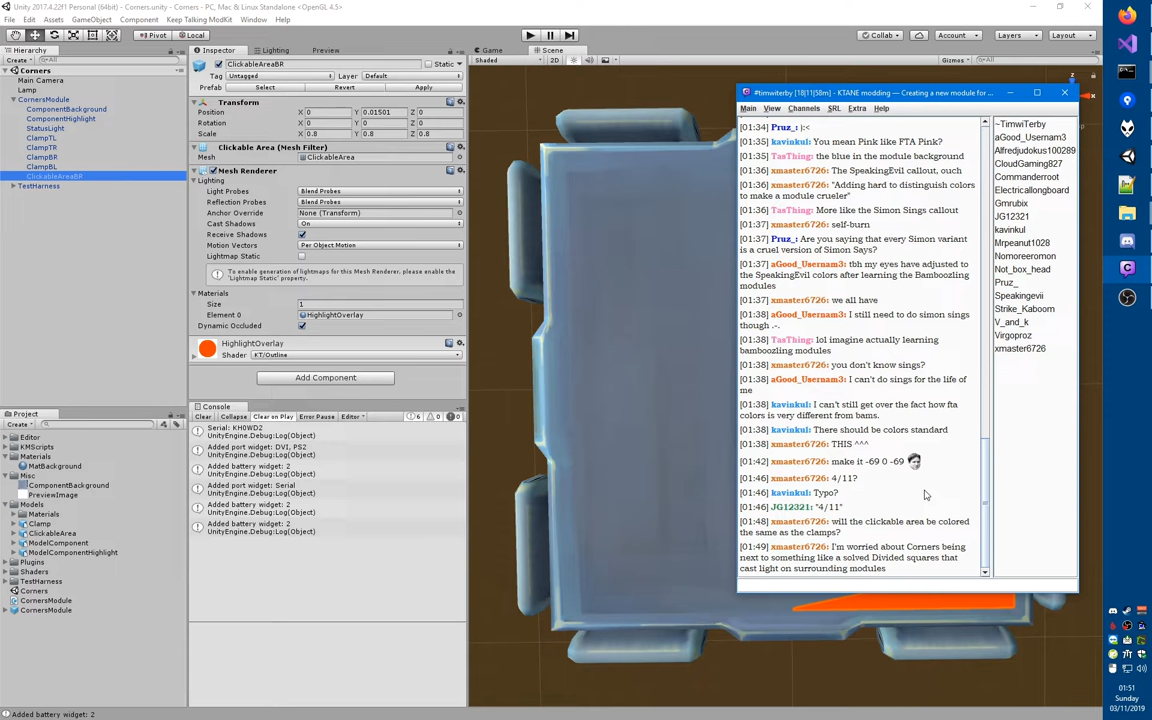 Unity 2017.4.22f1 Personal (64bit) - Corners.unity - Corners - PC, Mac & Linux Standalone <OpenGL 4.5>
File Edit Assets GameObject Component Keep Talking ModKit Window Help
Pivot Local
Collab Account Layers Layout
Hierarchy
Create All
Corners
Main Camera
Lamp
CornersModule
ComponentBackground
ComponentHighlight
StatusLight
ClampTL
ClampTR
ClampBR
ClampBL
ClickableAreaBR
TestHarness
Project
Create
Editor
KMScripts
Materials
MatBackground
Misc
ComponentBackground
PreviewImage
Models
Materials
Clamp
ClickableArea
ModelComponent
ModelComponentHighlight
Plugins
Shaders
TestHarness
Corners
CornersModule
CornersModule
Inspector Lighting Preview
ClickableAreaBR Static
Tag Untagged Layer Default
Prefab Select Revert Apply
Transform
Position X 0 Y 0.01501 Z 0
Rotation X 0 Y 0 Z 0
Scale X 0.8 Y 0.8 Z 0.8
Clickable Area (Mesh Filter)
Mesh ClickableArea
Mesh Renderer
Lighting
Light Probes Blend Probes
Reflection Probes Blend Probes
Anchor Override None (Transform)
Cast Shadows On
Receive Shadows
Motion Vectors Per Object Motion
Lightmap Static
To enable generation of lightmaps for this Mesh Renderer, please enable the
'Lightmap Static' property.
Materials
Size 1
Element 0 HighlightOverlay
Dynamic Occluded
HighlightOverlay
Shader KT/Outline
Add Component
Console
Clear Collapse Clear on Play Error Pause Editor 6 0 0
Serial: KH0WD2
UnityEngine.Debug:Log(Object)
Added port widget: DVI, PS2
UnityEngine.Debug:Log(Object)
Added battery widget: 2
UnityEngine.Debug:Log(Object)
Added port widget: Serial
UnityEngine.Debug:Log(Object)
Added battery widget: 2
UnityEngine.Debug:Log(Object)
Added battery widget: 2
UnityEngine.Debug:Log(Object)
Game Scene
Shaded 2D Gizmos All
z
#timwiterby [18|11|58m] - KTANE modding — Creating a new module for ...
Main View Channels SRL Extra Help
[01:34] Pruz_: ):<
[01:35] kavinkul: You mean Pink like FTA Pink?
[01:35] TasThing: the blue in the module background
[01:36] xmaster6726: The SpeakingEvil callout, ouch
[01:36] xmaster6726: "Adding hard to distinguish colors
to make a module crueler"
[01:36] TasThing: More like the Simon Sings callout
[01:37] xmaster6726: self-burn
[01:37] Pruz_: Are you saying that every Simon variant
is a cruel version of Simon Says?
[01:37] aGood_Usernam3: tbh my eyes have adjusted to
the SpeakingEvil colors after learning the Bamboozling
modules
[01:37] xmaster6726: we all have
[01:38] aGood_Usernam3: I still need to do simon sings
though .-.
[01:38] TasThing: lol imagine actually learning
bamboozling modules
[01:38] xmaster6726: you don't know sings?
[01:38] aGood_Usernam3: I can't do sings for the life of
me
[01:38] kavinkul: I can't still get over the fact how fta
colors is very different from bams.
[01:38] kavinkul: There should be colors standard
[01:38] xmaster6726: THIS ^^^
[01:42] xmaster6726: make it -69 0 -69
[01:46] xmaster6726: 4/11?
[01:46] kavinkul: Typo?
[01:46] JG12321: "4/11"
[01:48] xmaster6726: will the clickable area be colored
the same as the clamps?
[01:49] xmaster6726: I'm worried about Corners being
next to something like a solved Divided squares that
cast light on surrounding modules
~TimwiTerby
aGood_Usernam3
Alfredjudokus100289
CloudGaming827
Commanderroot
Electricallongboard
Gmrubix
JG12321
kavinkul
Mrpeanut1028
Nomoreeromon
Not_box_head
Pruz_
Speakingevii
Strike_Kaboom
V_and_k
Virgoproz
xmaster6726
Added battery widget: 2
01:51
Sunday
03/11/2019